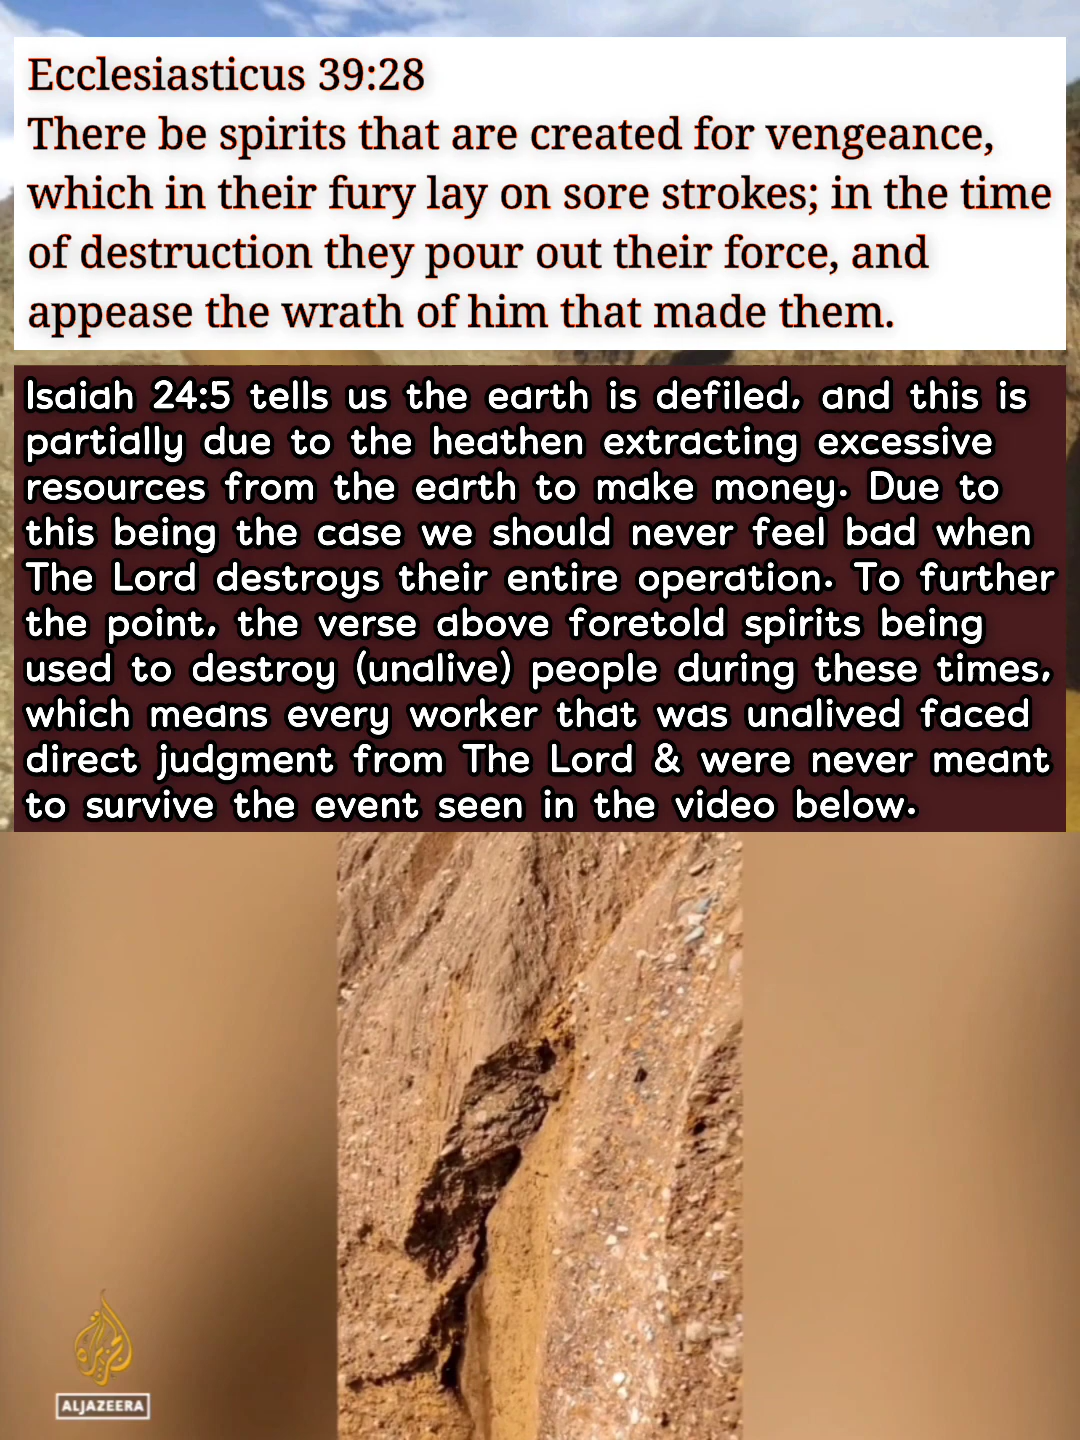 Ecclesiasticus 39:28
There be spirits that are created for vengeance,
which in their fury lay on sore strokes; in the time
of destruction they pour out their force, and
appease the wrath of him that made them.
Isaiah 24:5 tells us the earth is defiled, and this is
partially due to the heathen extracting excessive
resources from the earth to make money. Due to
this being the case we should never feel bad when
The Lord destroys their entire operation. To further
the point, the verse above foretold spirits being
used to destroy (unalive) people during these times,
which means every worker that was unalived faced
direct judgment from The Lord & were never meant
to survive the event seen in the video below.
ALJAZEERA